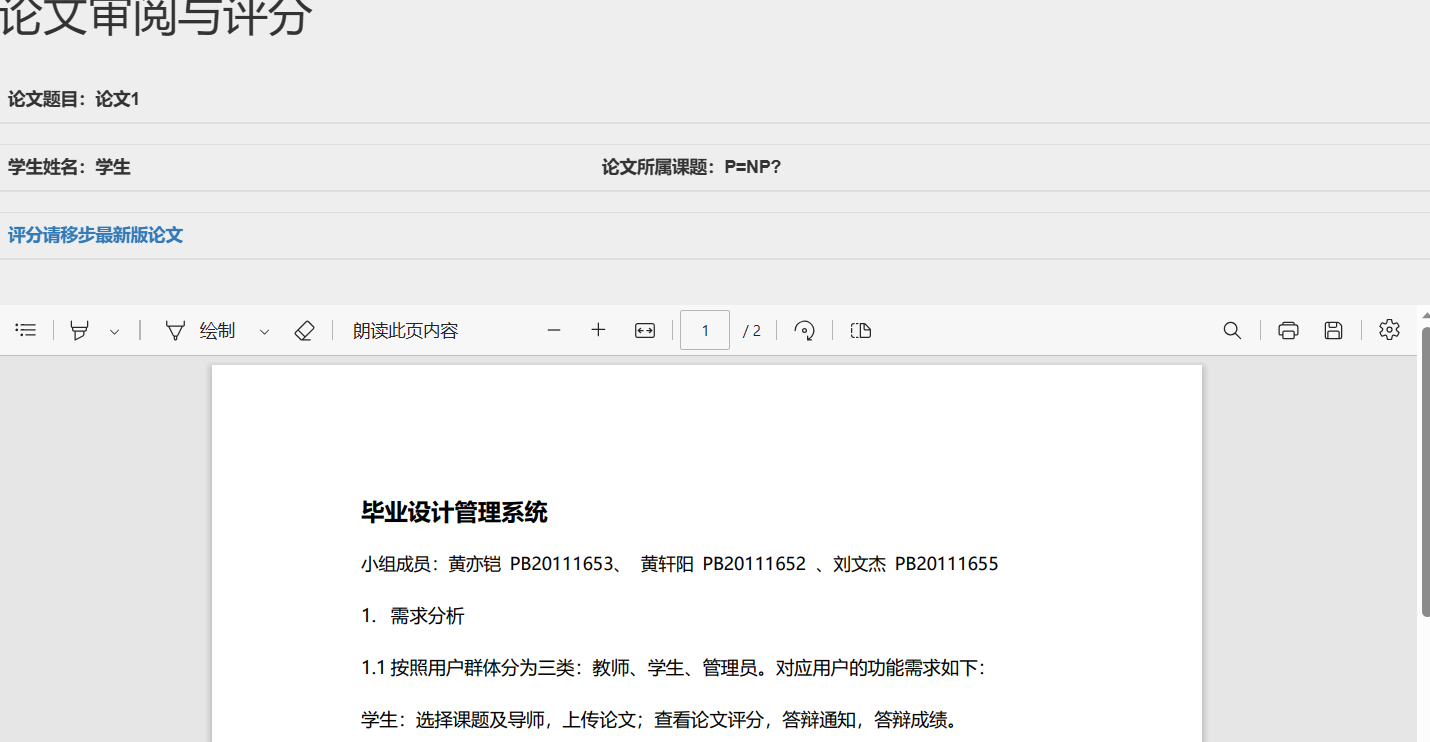 论文审阅与评分
论文题目：论文1
学生姓名：学生 论文所属课题：P=NP?
评分请移步最新版论文
绘制 朗读此页内容 1 / 2
毕业设计管理系统
小组成员：黄亦铠 PB20111653、 黄轩阳 PB20111652 、刘文杰 PB20111655
1. 需求分析
1.1 按照用户群体分为三类：教师、学生、管理员。对应用户的功能需求如下：
学生：选择课题及导师，上传论文；查看论文评分，答辩通知，答辩成绩。